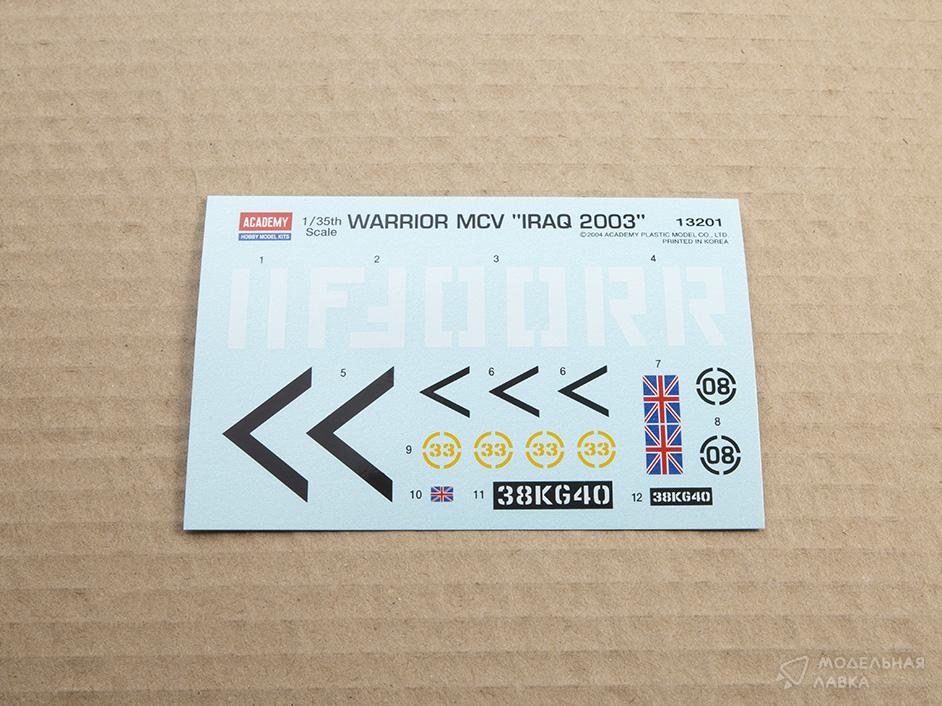 ACADEMY
HOBBY MODEL KITS
1/35th
Scale
WARRIOR MCV "IRAQ 2003"
13201
©2004 ACADEMY PLASTIC MODEL CO., LTD.
PRINTED IN KOREA
1 2 3 4
I I F F O O R R
5 6 6 7
08
8
08
9 33 33 33 33
10 11 38KG40 12 38KG40
МОДЕЛЬНАЯ
ЛАВКА